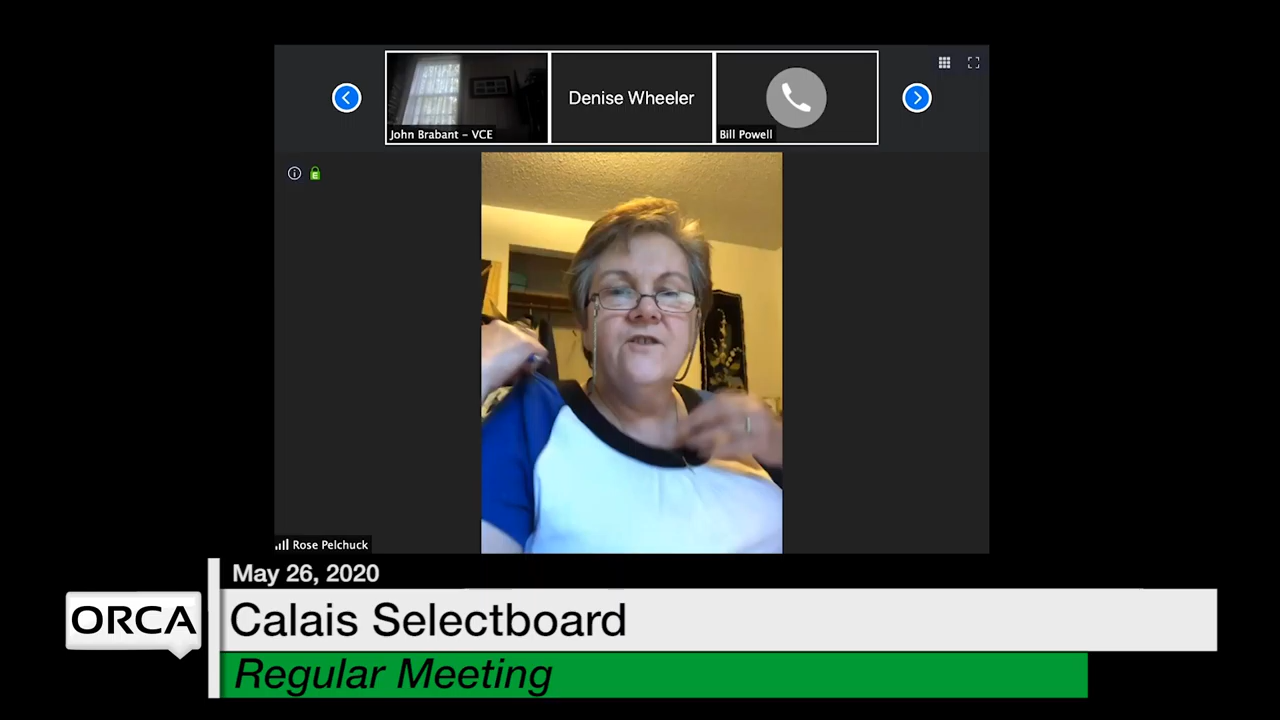 John Brabant - VCE
Denise Wheeler
Bill Powell
Rose Pelchuck
May 26, 2020
ORCA
Calais Selectboard
Regular Meeting